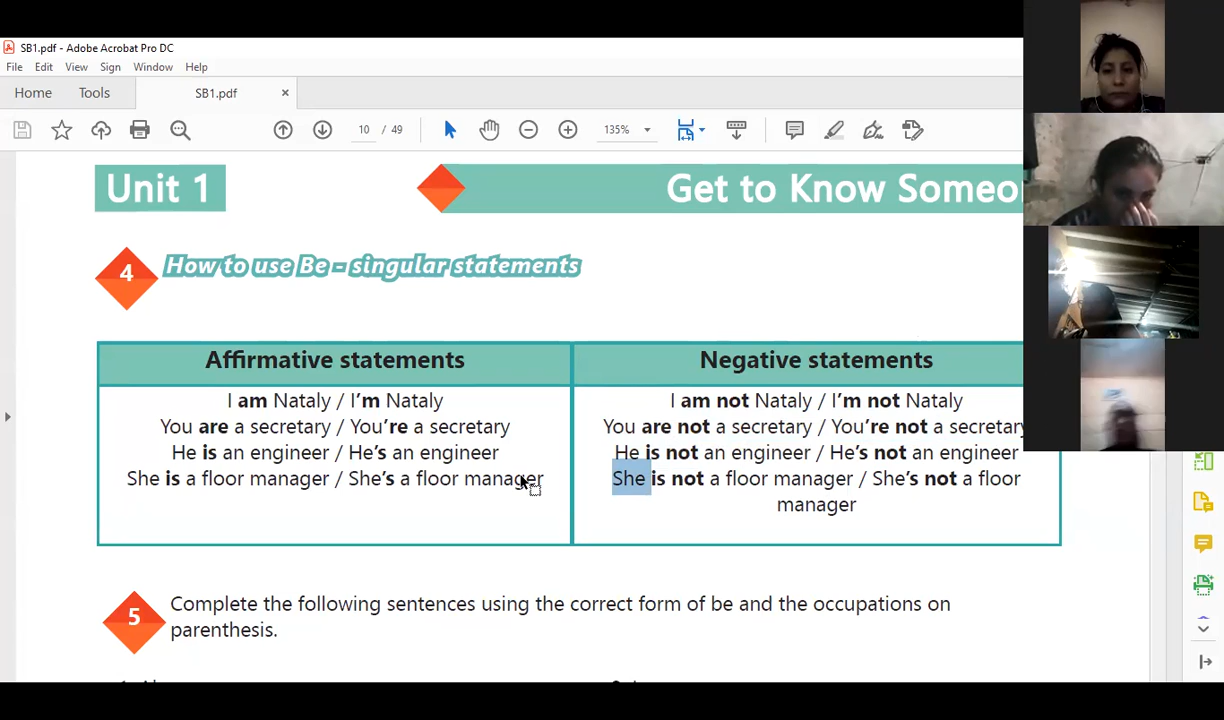 SB1.pdf - Adobe Acrobat Pro DC
File Edit View Sign Window Help
Home Tools SB1.pdf ×
10 / 49 135%
Unit 1 Get to Know Someo
4 How to use Be - singular statements
Affirmative statements
I am Nataly / I'm Nataly
You are a secretary / You're a secretary
He is an engineer / He's an engineer
She is a floor manager / She's a floor manager
Negative statements
I am not Nataly / I'm not Nataly
You are not a secretary / You're not a secretary
He is not an engineer / He's not an engineer
She is not a floor manager / She's not a floor
manager
5 Complete the following sentences using the correct form of be and the occupations on
parenthesis.